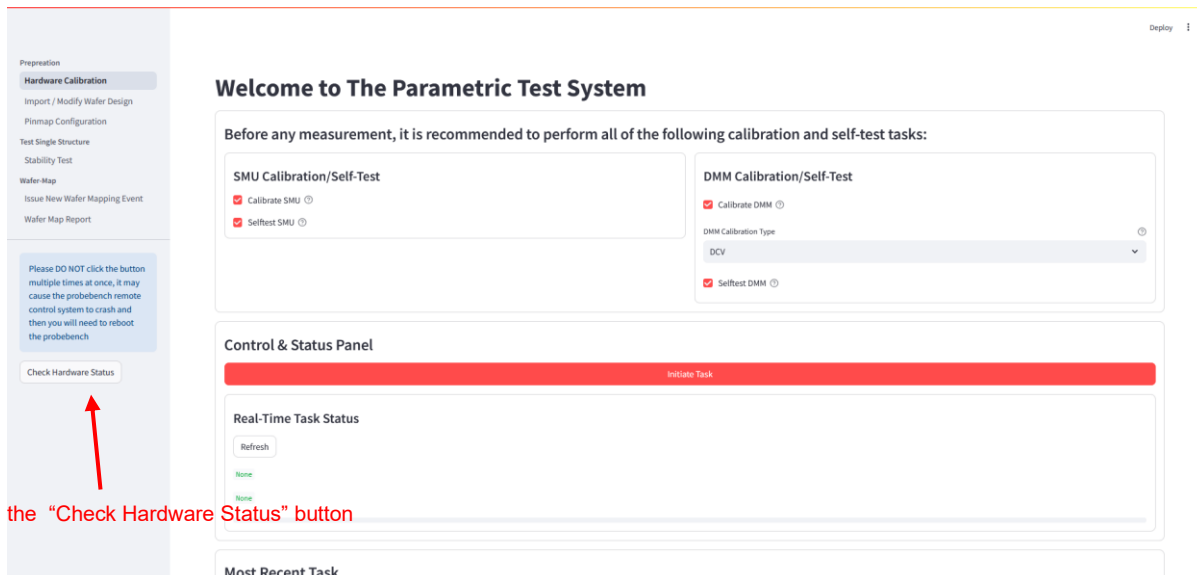 Deploy
Prepreation
Hardware Calibration
Import / Modify Wafer Design
Pinmap Configuration
Test Single Structure
Stability Test
Wafer-Map
Issue New Wafer Mapping Event
Wafer Map Report
Please DO NOT click the button
multiple times at once, it may
cause the probebench remote
control system to crash and
then you will need to reboot
the probebench
Check Hardware Status
the “Check Hardware Status” button
Welcome to The Parametric Test System
Before any measurement, it is recommended to perform all of the following calibration and self-test tasks:
SMU Calibration/Self-Test
Calibrate SMU
Selftest SMU
DMM Calibration/Self-Test
Calibrate DMM
DMM Calibration Type
DCV
Selftest DMM
Control & Status Panel
Initiate Task
Real-Time Task Status
Refresh
None
None
Most Recent Task